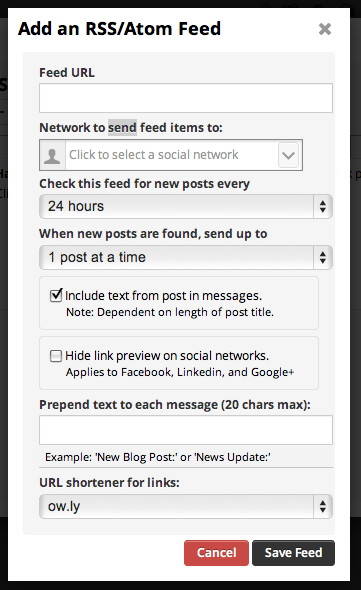 Add an RSS/Atom Feed
Feed URL
Network to send feed items to:
Click to select a social network
Check this feed for new posts every
24 hours
When new posts are found, send up to
1 post at a time
Include text from post in messages.
Note: Dependent on length of post title.
Hide link preview on social networks.
Applies to Facebook, Linkedin, and Google+
Prepend text to each message (20 chars max):
Example: 'New Blog Post:' or 'News Update:'
URL shortener for links:
ow.ly
Cancel Save Feed